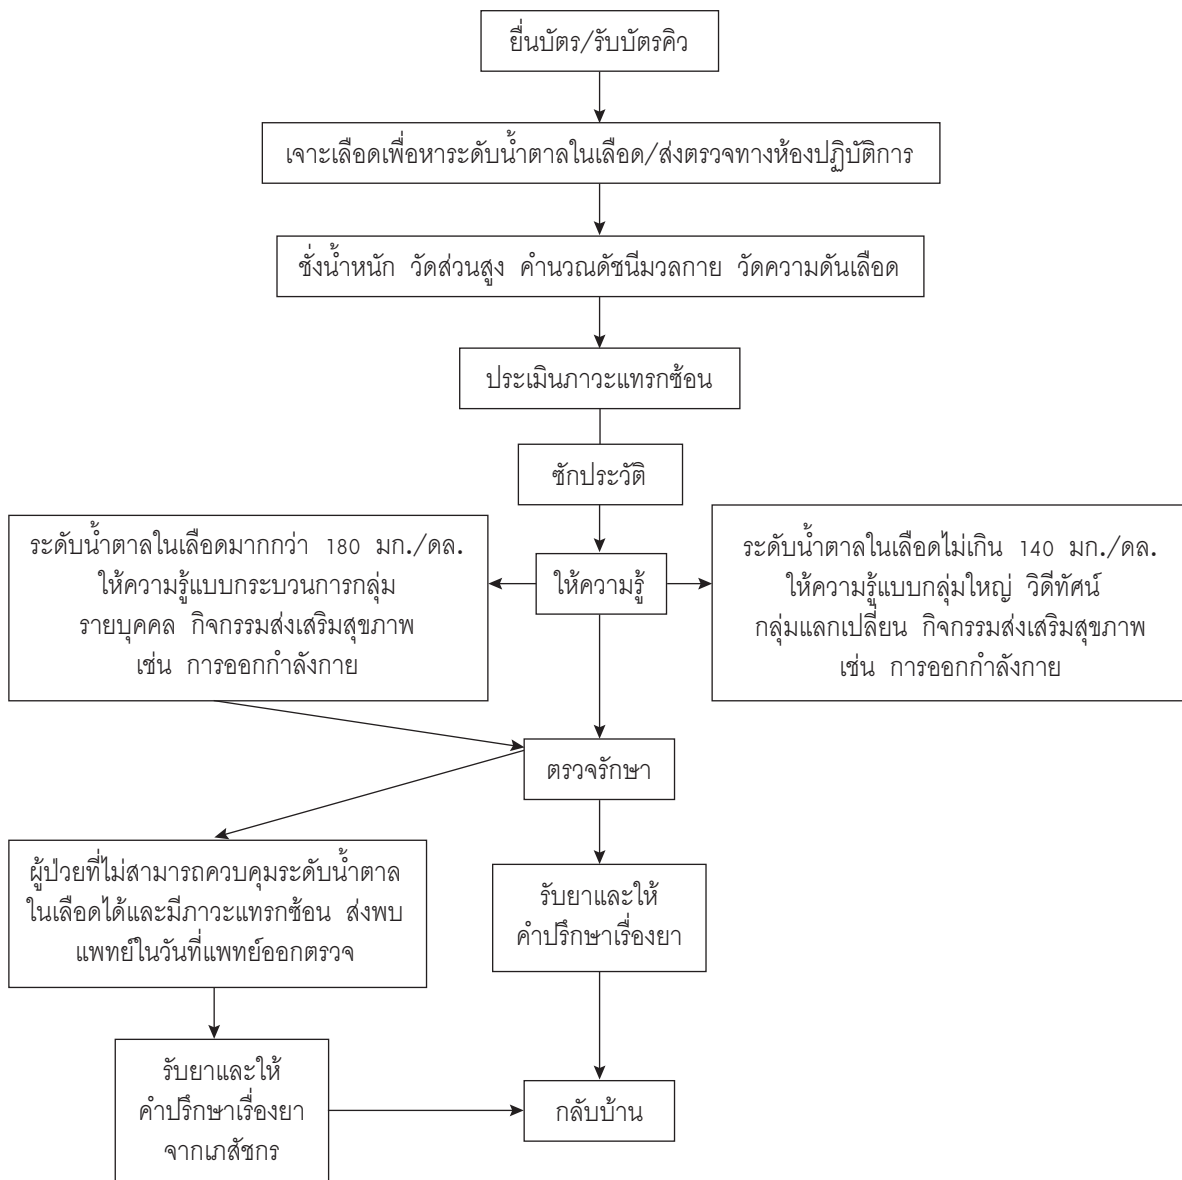 ยื่นบัตร/รับบัตรคิว
เจาะเลือดเพื่อหาระดับน้ำตาลในเลือด/ส่งตรวจทางห้องปฏิบัติการ
ชั่งน้ำหนัก วัดส่วนสูง คำนวณดัชนีมวลกาย วัดความดันเลือด
ประเมินภาวะแทรกซ้อน
ซักประวัติ
ระดับน้ำตาลในเลือดมากกว่า 180 มก./ดล.
ให้ความรู้แบบกระบวนการกลุ่ม
รายบุคคล กิจกรรมส่งเสริมสุขภาพ
เช่น การออกกำลังกาย
ให้ความรู้
ระดับน้ำตาลในเลือดไม่เกิน 140 มก./ดล.
ให้ความรู้แบบกลุ่มใหญ่ วิดีทัศน์
กลุ่มแลกเปลี่ยน กิจกรรมส่งเสริมสุขภาพ
เช่น การออกกำลังกาย
ตรวจรักษา
ผู้ป่วยที่ไม่สามารถควบคุมระดับน้ำตาล
ในเลือดได้และมีภาวะแทรกซ้อน ส่งพบ
แพทย์ในวันที่แพทย์ออกตรวจ
รับยาและให้
คำปรึกษาเรื่องยา
รับยาและให้
คำปรึกษาเรื่องยา
จากเภสัชกร
กลับบ้าน